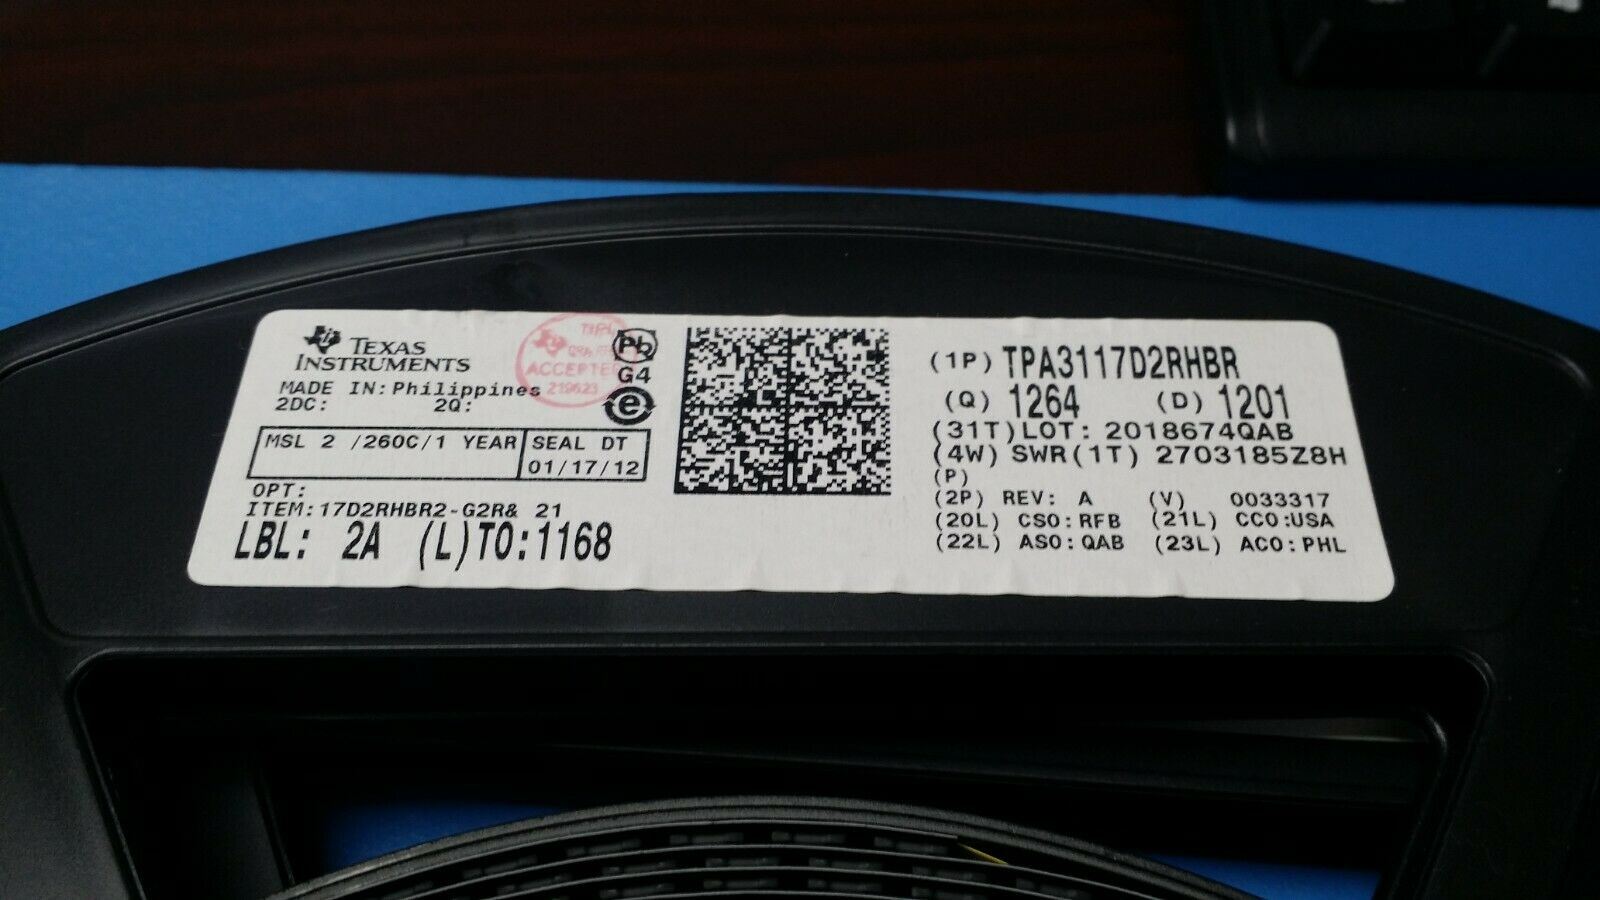 TEXAS
INSTRUMENTS
MADE IN: Philippines
2DC: 2Q:
ACCEPTED
219623
Pb
G4
e
MSL 2 /260C/1 YEAR
SEAL DT
01/17/12
OPT:
ITEM: 17D2RHBR2-G2R& 21
LBL: 2A (L)TO:1168
(1P) TPA3117D2RHBR
(Q) 1264 (D) 1201
(31T)LOT: 2018674QAB
(4W) SWR(1T) 2703185Z8H
(P)
(2P) REV: A (V) 0033317
(20L) CSO:RFB (21L) CCO:USA
(22L) ASO:QAB (23L) ACO:PHL